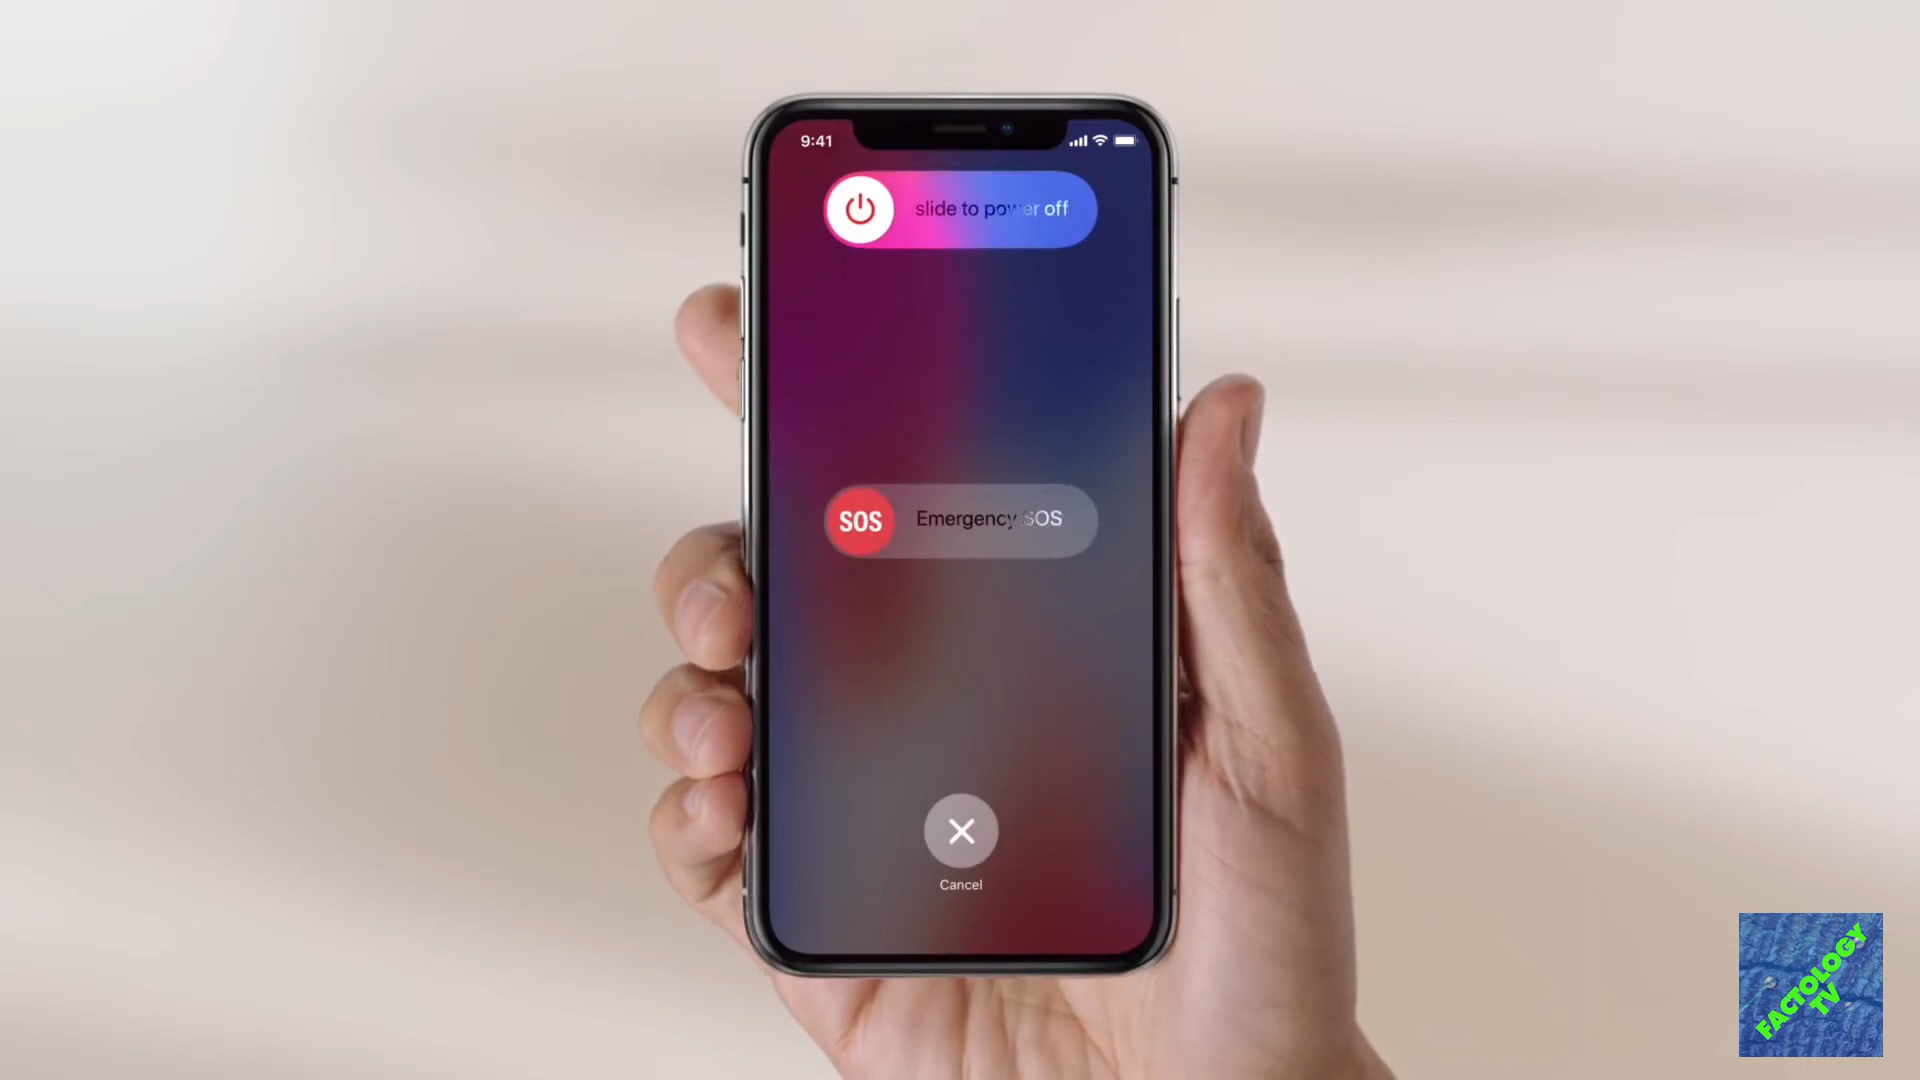 9:41
slide to power off
SOS
Emergency SOS
Cancel
FACTOLOGY
TV